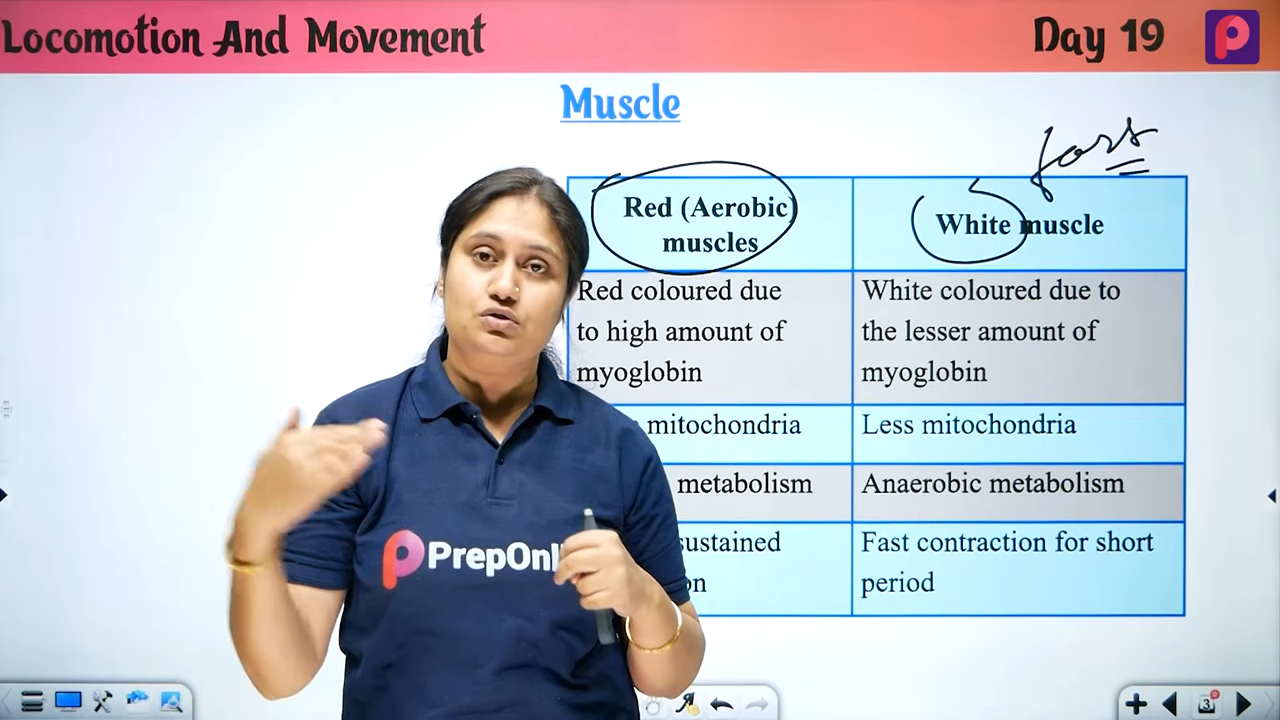 Locomotion And Movement
Day 19
Muscle
fast
Red (Aerobic)
muscles
White muscle
Red coloured due
to high amount of
myoglobin
White coloured due to
the lesser amount of
myoglobin
mitochondria
Less mitochondria
metabolism
Anaerobic metabolism
sustained
Fast contraction for short
period
PrepOnl
3